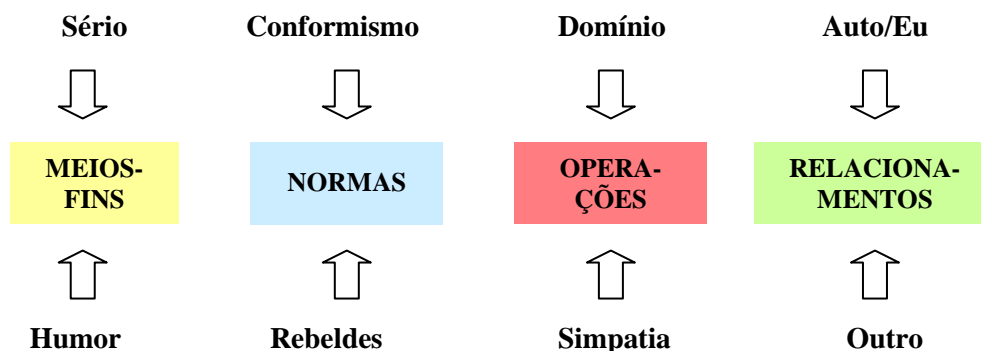 Sério Conformismo Domínio Auto/Eu
MEIOS- OPERA- RELACIONA-
FINS NORMAS ÇÕES MENTOS
Humor Rebeldes Simpatia Outro